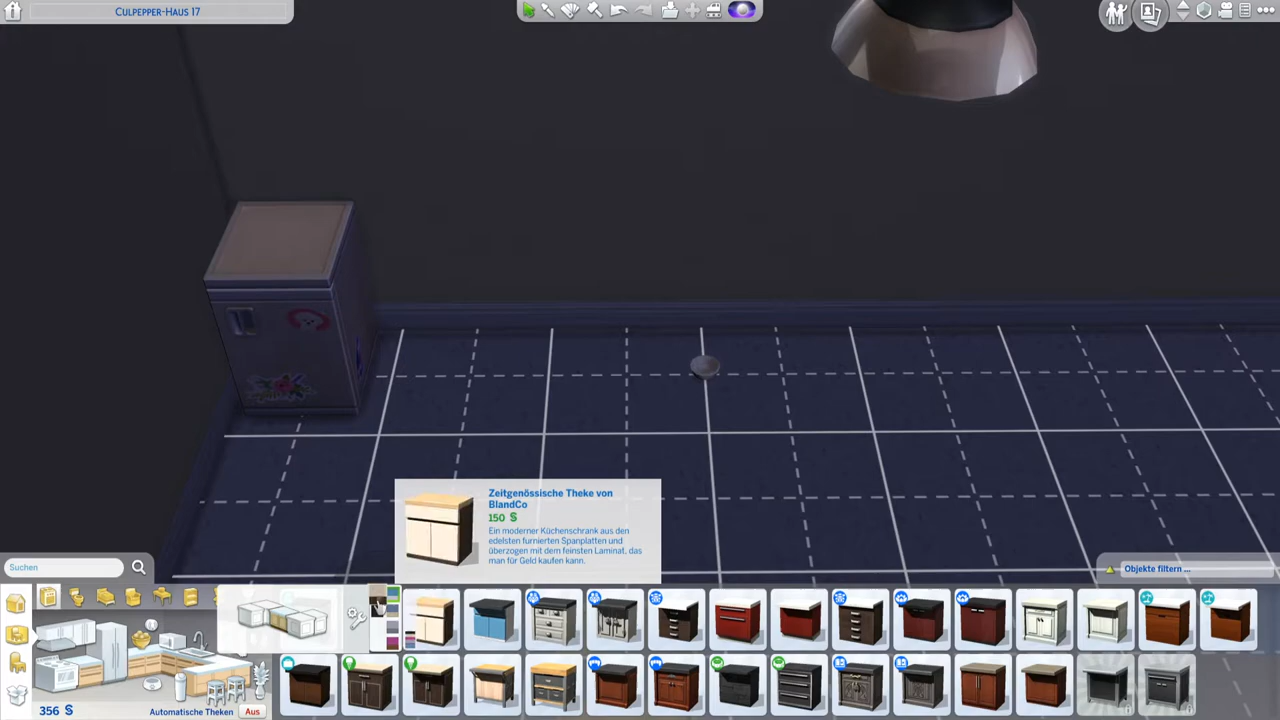 Culpepper-Haus 17
Zeitgenössische Theke von
BlandCo
150 $
Ein moderner Küchenschrank aus den
edelsten furnierten Spanplatten und
überzogen mit dem feinsten Laminat, das
man für Geld kaufen kann.
Suchen
Objekte filtern ...
356 $
Automatische Theken
Aus